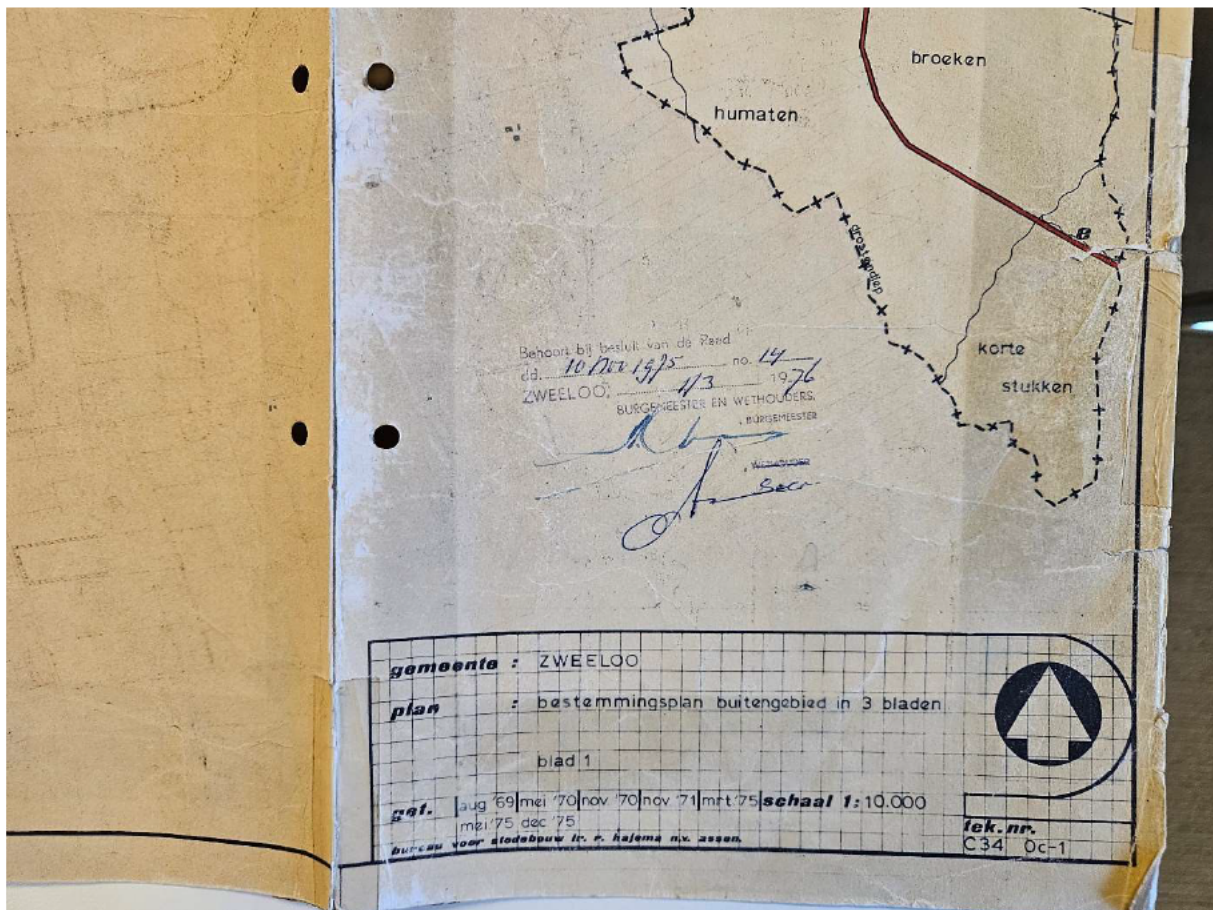 broeken
humaten
B
korte
stukken
Behoort bij besluit van de Raad
dd. 10 Nov 1975 no. 14
ZWEELOO, 1/3 1976
BURGEMEESTER EN WETHOUDERS,
, BURGEMEESTER
, WETHOUDER
Secr
gemeente : ZWEELOO
plan : bestemmingsplan buitengebied in 3 bladen
blad 1
get. aug '69 mei '70 nov '70 nov '71 mrt '75 schaal 1: 10.000
mei '75 dec '75
bureau voor stedebouw ir. r. hajema n.v. assen.
tek.nr.
C34 0c-1